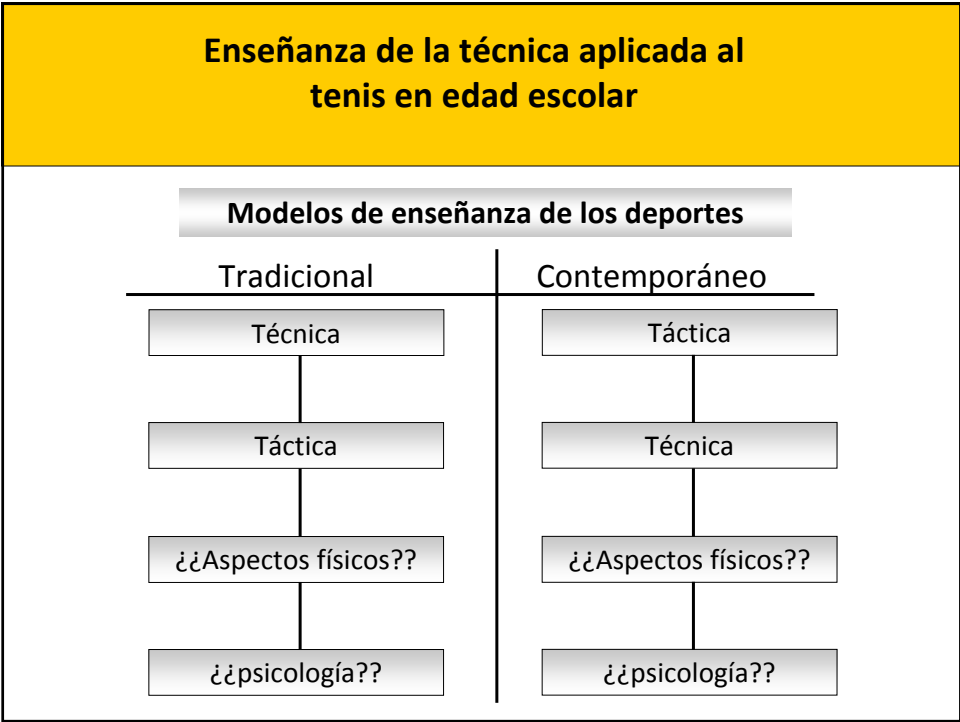 Enseñanza de la técnica aplicada al
tenis en edad escolar
Modelos de enseñanza de los deportes
Tradicional
Contemporáneo
Técnica
Táctica
Táctica
Técnica
¿¿Aspectos físicos??
¿¿Aspectos físicos??
¿¿psicología??
¿¿psicología??